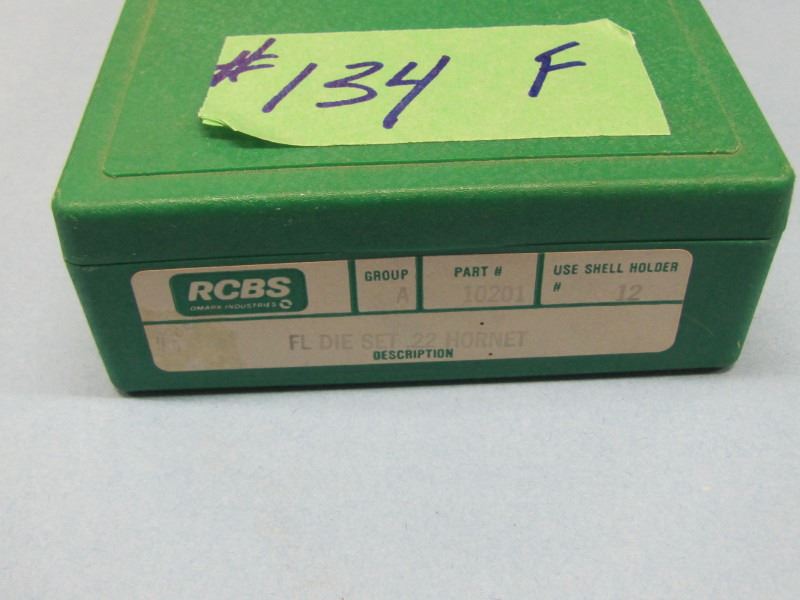 #134 F
RCBS
OMARK INDUSTRIES
GROUP
A
PART #
10201
USE SHELL HOLDER
# 12
FL DIE SET .22 HORNET
DESCRIPTION